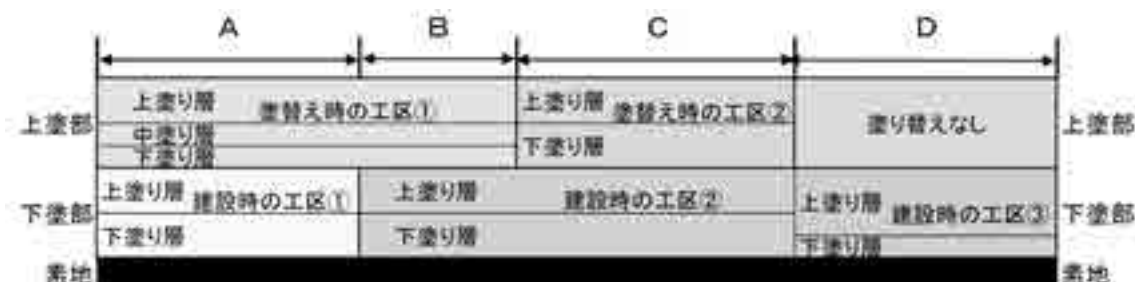 A B C D
上塗部 上塗り層 塗替え時の工区① 上塗り層 塗替え時の工区② 塗り替えなし 上塗部
中塗り層
下塗り層 下塗り層
下塗部 上塗り層 建設時の工区① 上塗り層 建設時の工区② 上塗り層 建設時の工区③ 下塗部
下塗り層 下塗り層 下塗り層
素地 素地